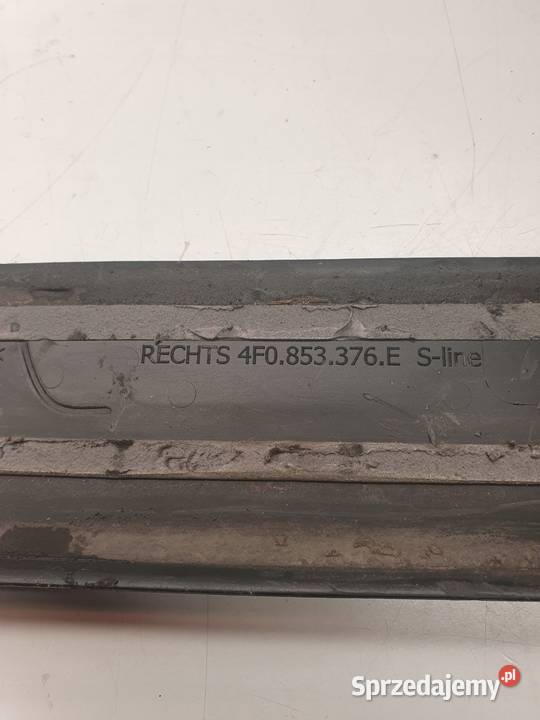 RECHTS 4F0.853.376.E S-line
Sprzedajemy.pl